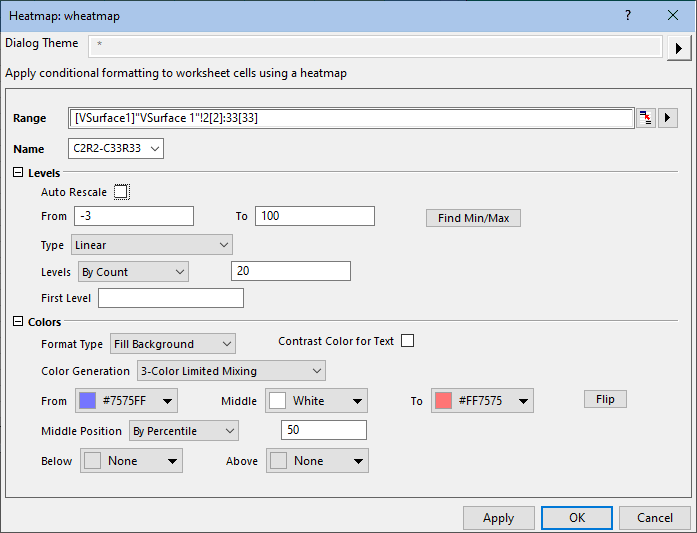 Heatmap: wheatmap ?
Dialog Theme *
Apply conditional formatting to worksheet cells using a heatmap
Range [VSurface1]"VSurface 1"!2[2]:33[33]
Name C2R2-C33R33
Levels
Auto Rescale
From -3 To 100 Find Min/Max
Type Linear
Levels By Count 20
First Level
Colors
Format Type Fill Background Contrast Color for Text
Color Generation 3-Color Limited Mixing
From #7575FF Middle White To #FF7575 Flip
Middle Position By Percentile 50
Below None Above None
Apply OK Cancel